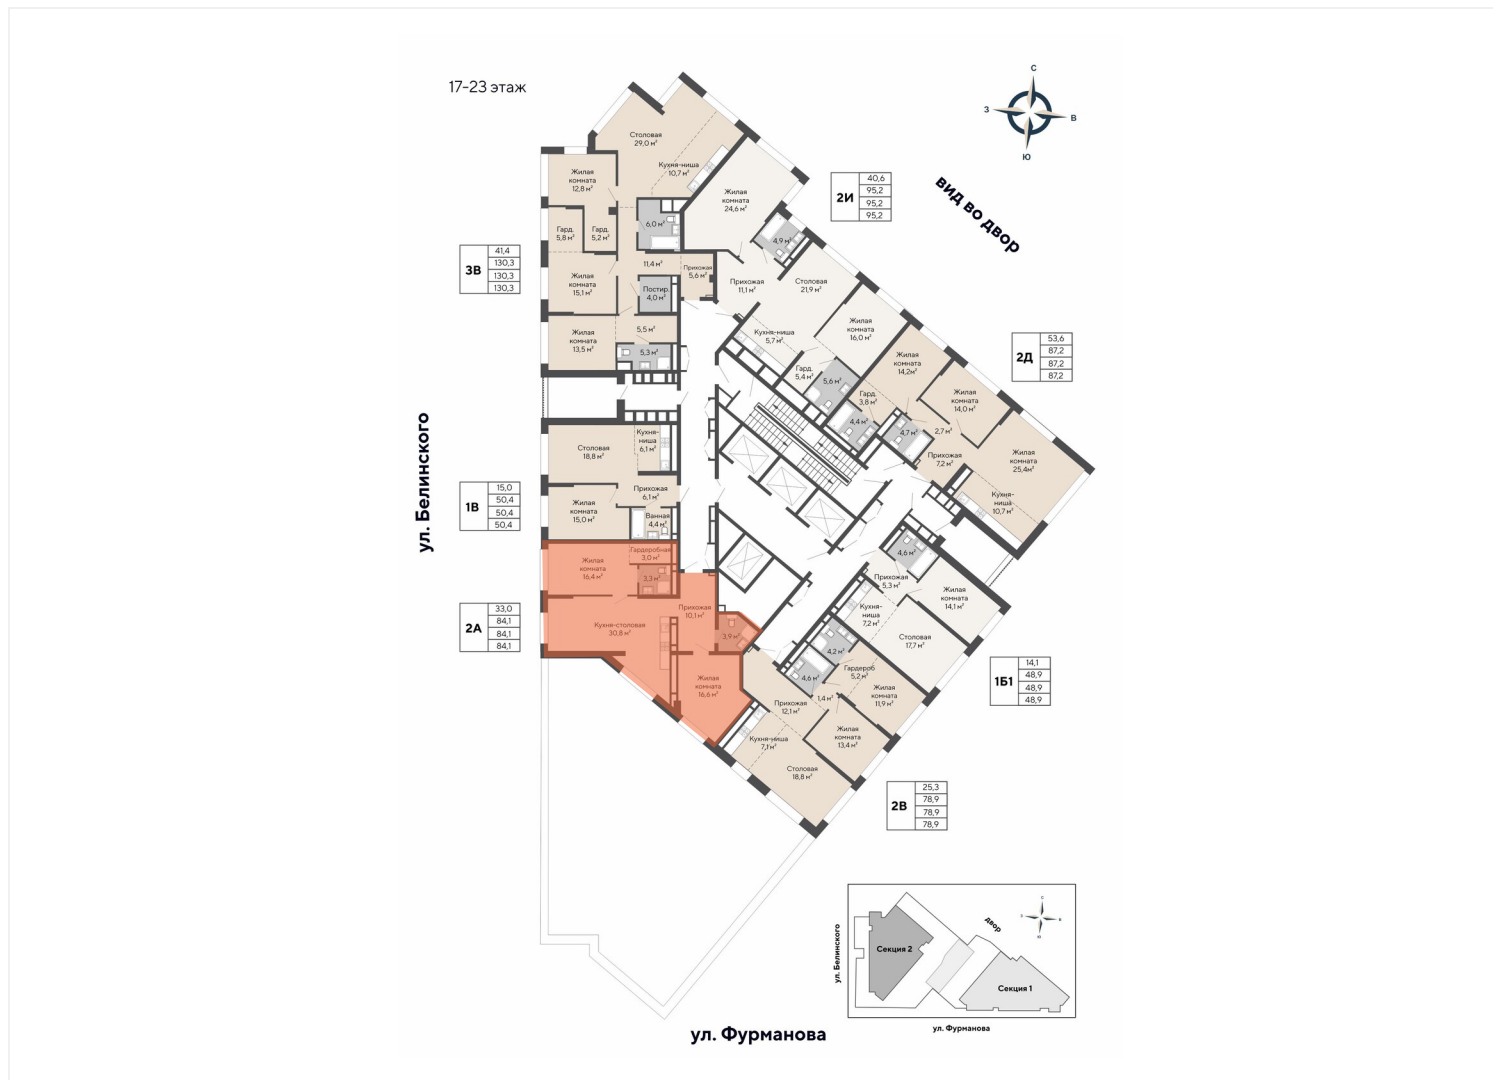 17-23 этаж
С
З
В
Ю
вид во двор
ул. Белинского
ул. Фурманова
Столовая
29,0 м²
Кухня-ниша
10,7 м²
Жилая
комната
12,8 м²
Гард.
5,8 м²
Гард.
5,2 м²
6,0 м²
11,4 м²
Прихожая
5,6 м²
Жилая
комната
15,1 м²
Постир.
4,0 м²
5,5 м²
Жилая
комната
13,5 м²
5,3 м²
3В
41,4
130,3
130,3
130,3
Жилая
комната
24,6 м²
4,9 м²
Прихожая
11,1 м²
Столовая
21,9 м²
Кухня-ниша
5,7 м²
Жилая
комната
16,0 м²
Гард.
5,4 м²
5,6 м²
2И
40,6
95,2
95,2
95,2
Жилая
комната
14,2м²
Гард.
3,8 м²
4,4 м²
Жилая
комната
14,0 м²
4,7 м²
2,7 м²
Прихожая
7,2 м²
Жилая
комната
25,4м²
Кухня-
ниша
10,7 м²
2Д
53,6
87,2
87,2
87,2
Столовая
18,8 м²
Кухня-
ниша
6,1 м²
Прихожая
6,1 м²
Жилая
комната
15,0 м²
Ванная
4,4 м²
1В
15,0
50,4
50,4
50,4
Жилая
комната
16,4 м²
Гардеробная
3,0 м²
3,3 м²
Прихожая
10,1 м²
Кухня-столовая
30,8 м²
3,9 м²
Жилая
комната
16,6 м²
2А
33,0
84,1
84,1
84,1
4,6 м²
Прихожая
5,3 м²
Жилая
комната
14,1 м²
Кухня-
ниша
7,2 м²
Столовая
17,7 м²
1Б1
14,1
48,9
48,9
48,9
4,2 м²
4,6 м²
Гардероб
5,2 м²
1,4 м²
Жилая
комната
11,9 м²
Прихожая
12,1 м²
Жилая
комната
13,4 м²
Кухня-ниша
7,1 м²
Столовая
18,8 м²
2В
25,3
78,9
78,9
78,9
ул. Белинского
Секция 2
двор
Секция 1
ул. Фурманова